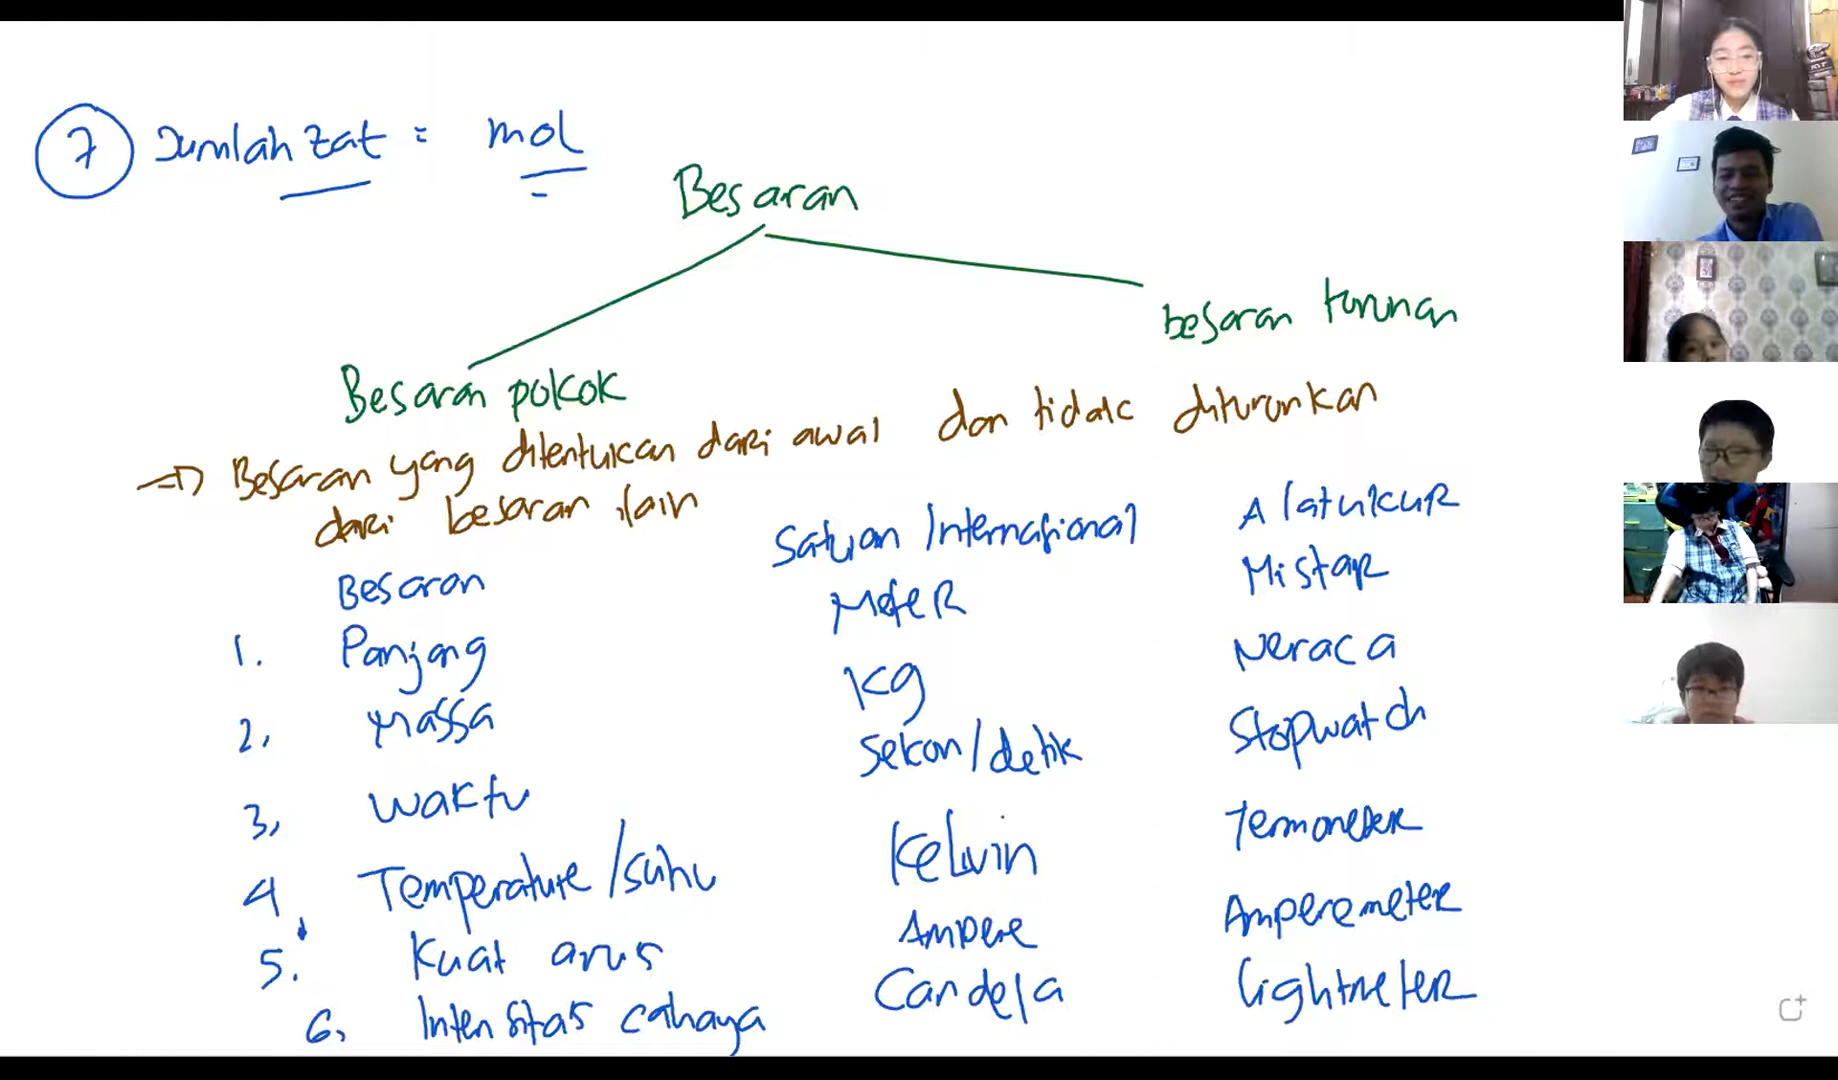 7 Jumlah Zat = mol
Besaran
besaran turunan
Besaran pokok
=> Besaran yang ditentukan dari awal dan tidak diturunkan
dari besaran lain
Besaran Satuan Internasional Alat ukur
1. Panjang Meter Mistar
2. Massa Kg Neraca
3. Waktu Sekon/detik Stopwatch
4. Temperature/suhu Kelvin Termometer
5. Kuat arus Ampere Amperemeter
6. Intensitas cahaya Candela Lightmeter